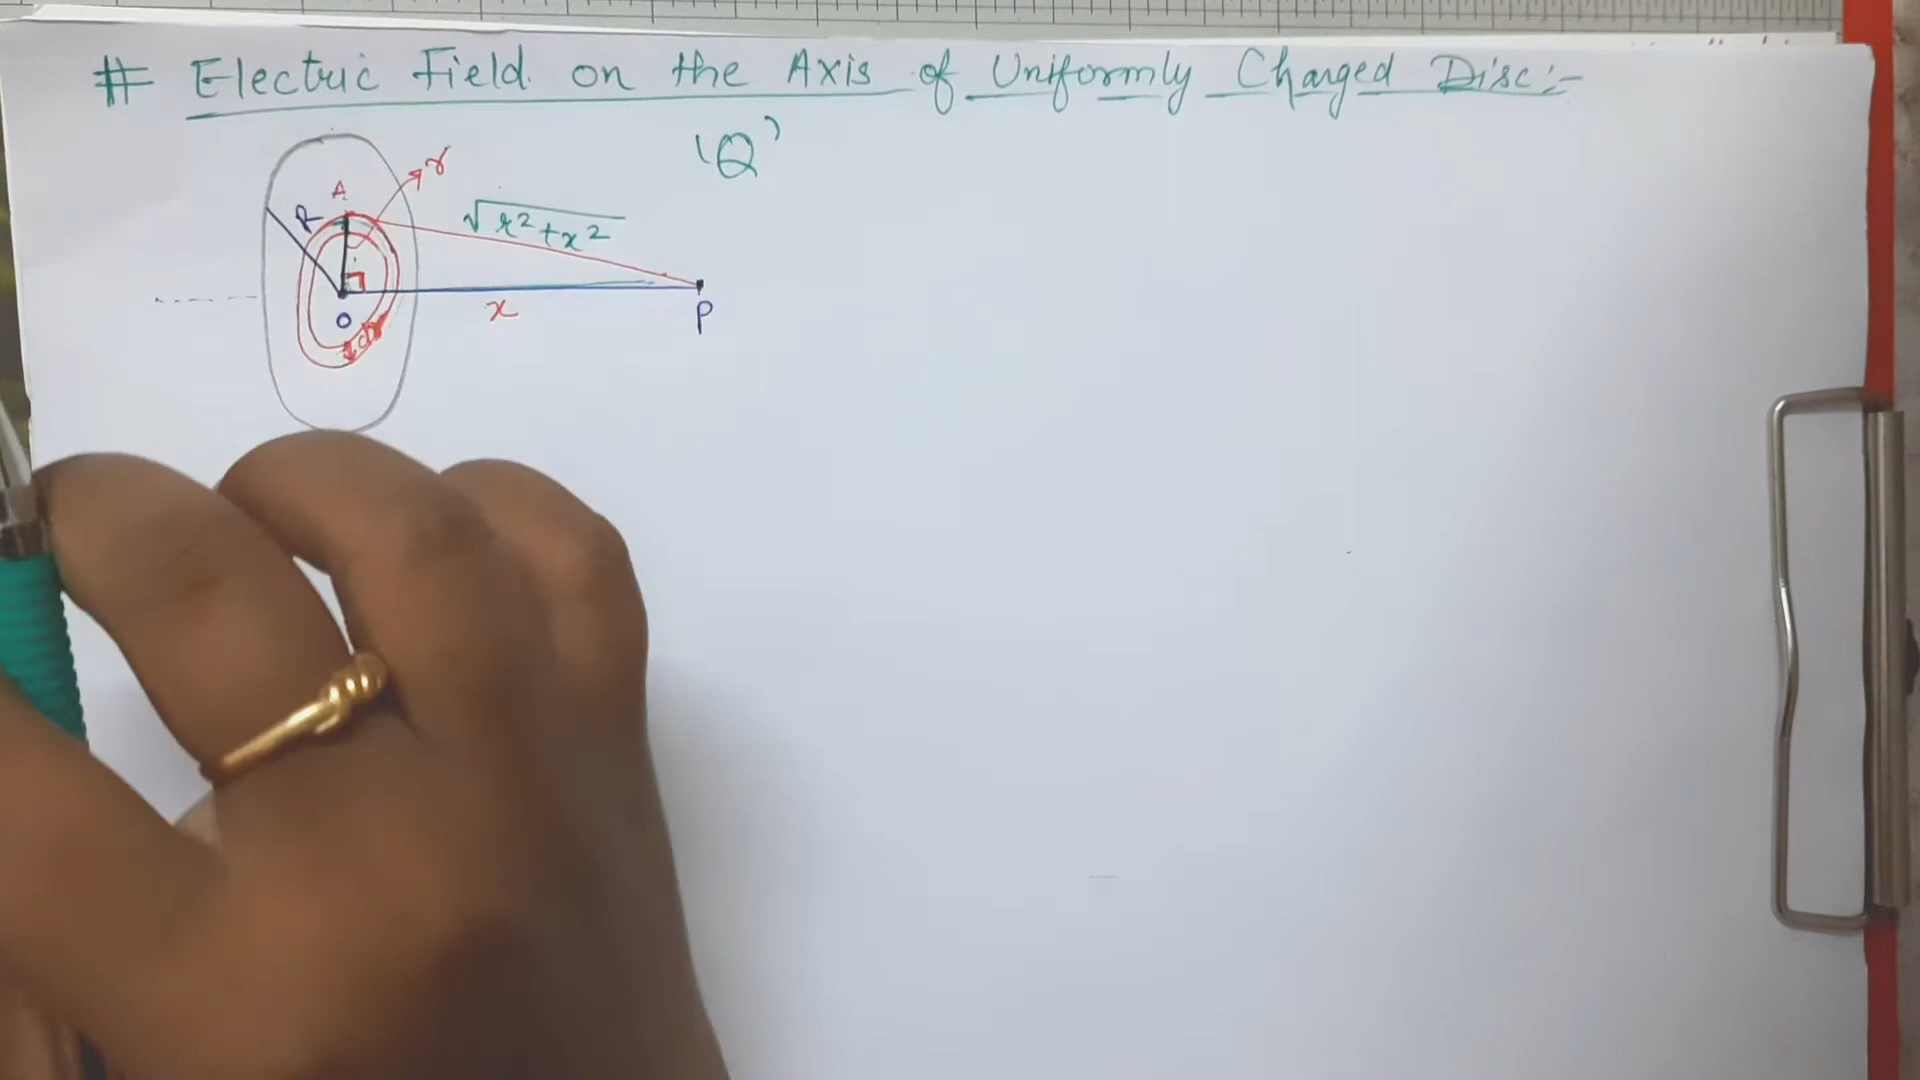 # Electric Field on the Axis of Uniformly Charged Disc:-
'Q'
r
A
R
√r²+x²
x
O
dr
P